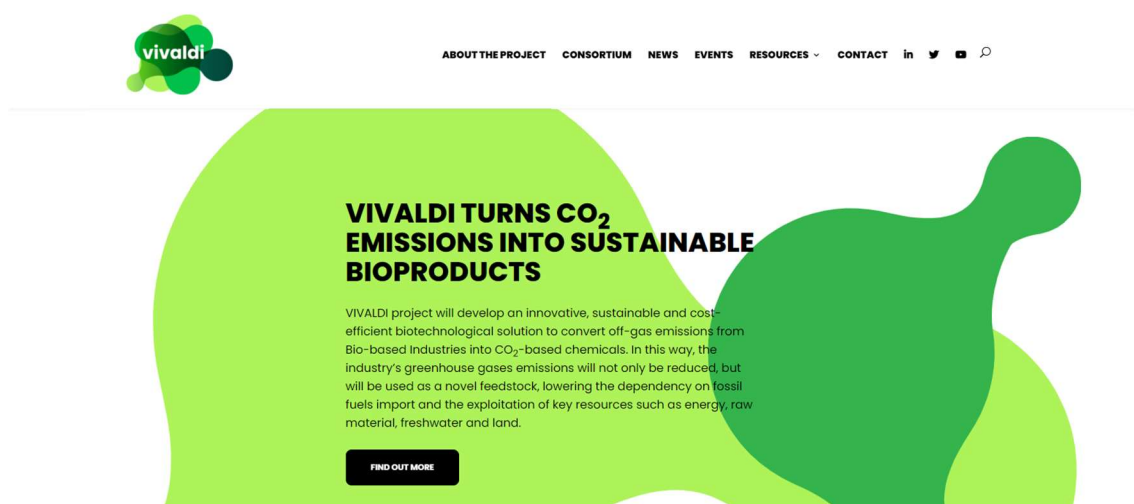 vivaldi
ABOUT THE PROJECT CONSORTIUM NEWS EVENTS RESOURCES CONTACT in
VIVALDI TURNS CO₂
EMISSIONS INTO SUSTAINABLE
BIOPRODUCTS
VIVALDI project will develop an innovative, sustainable and cost-
efficient biotechnological solution to convert off-gas emissions from
Bio-based Industries into CO₂-based chemicals. In this way, the
industry's greenhouse gases emissions will not only be reduced, but
will be used as a novel feedstock, lowering the dependency on fossil
fuels import and the exploitation of key resources such as energy, raw
material, freshwater and land.
FIND OUT MORE